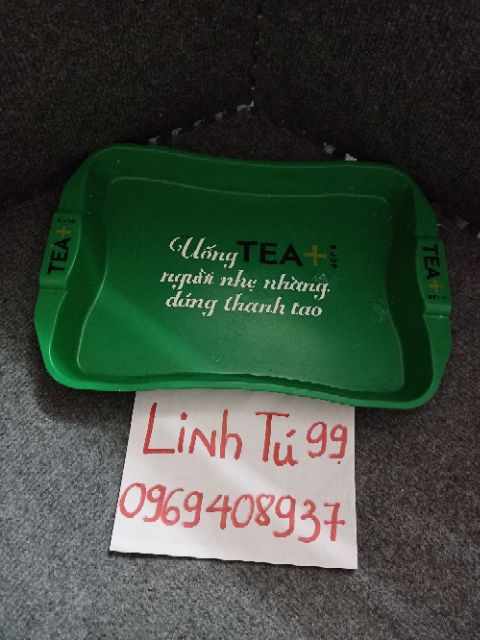 Uống TEA+
người nhẹ nhàng,
dáng thanh tao
TEA+
TEA+
Linh Tú 99
0969408937